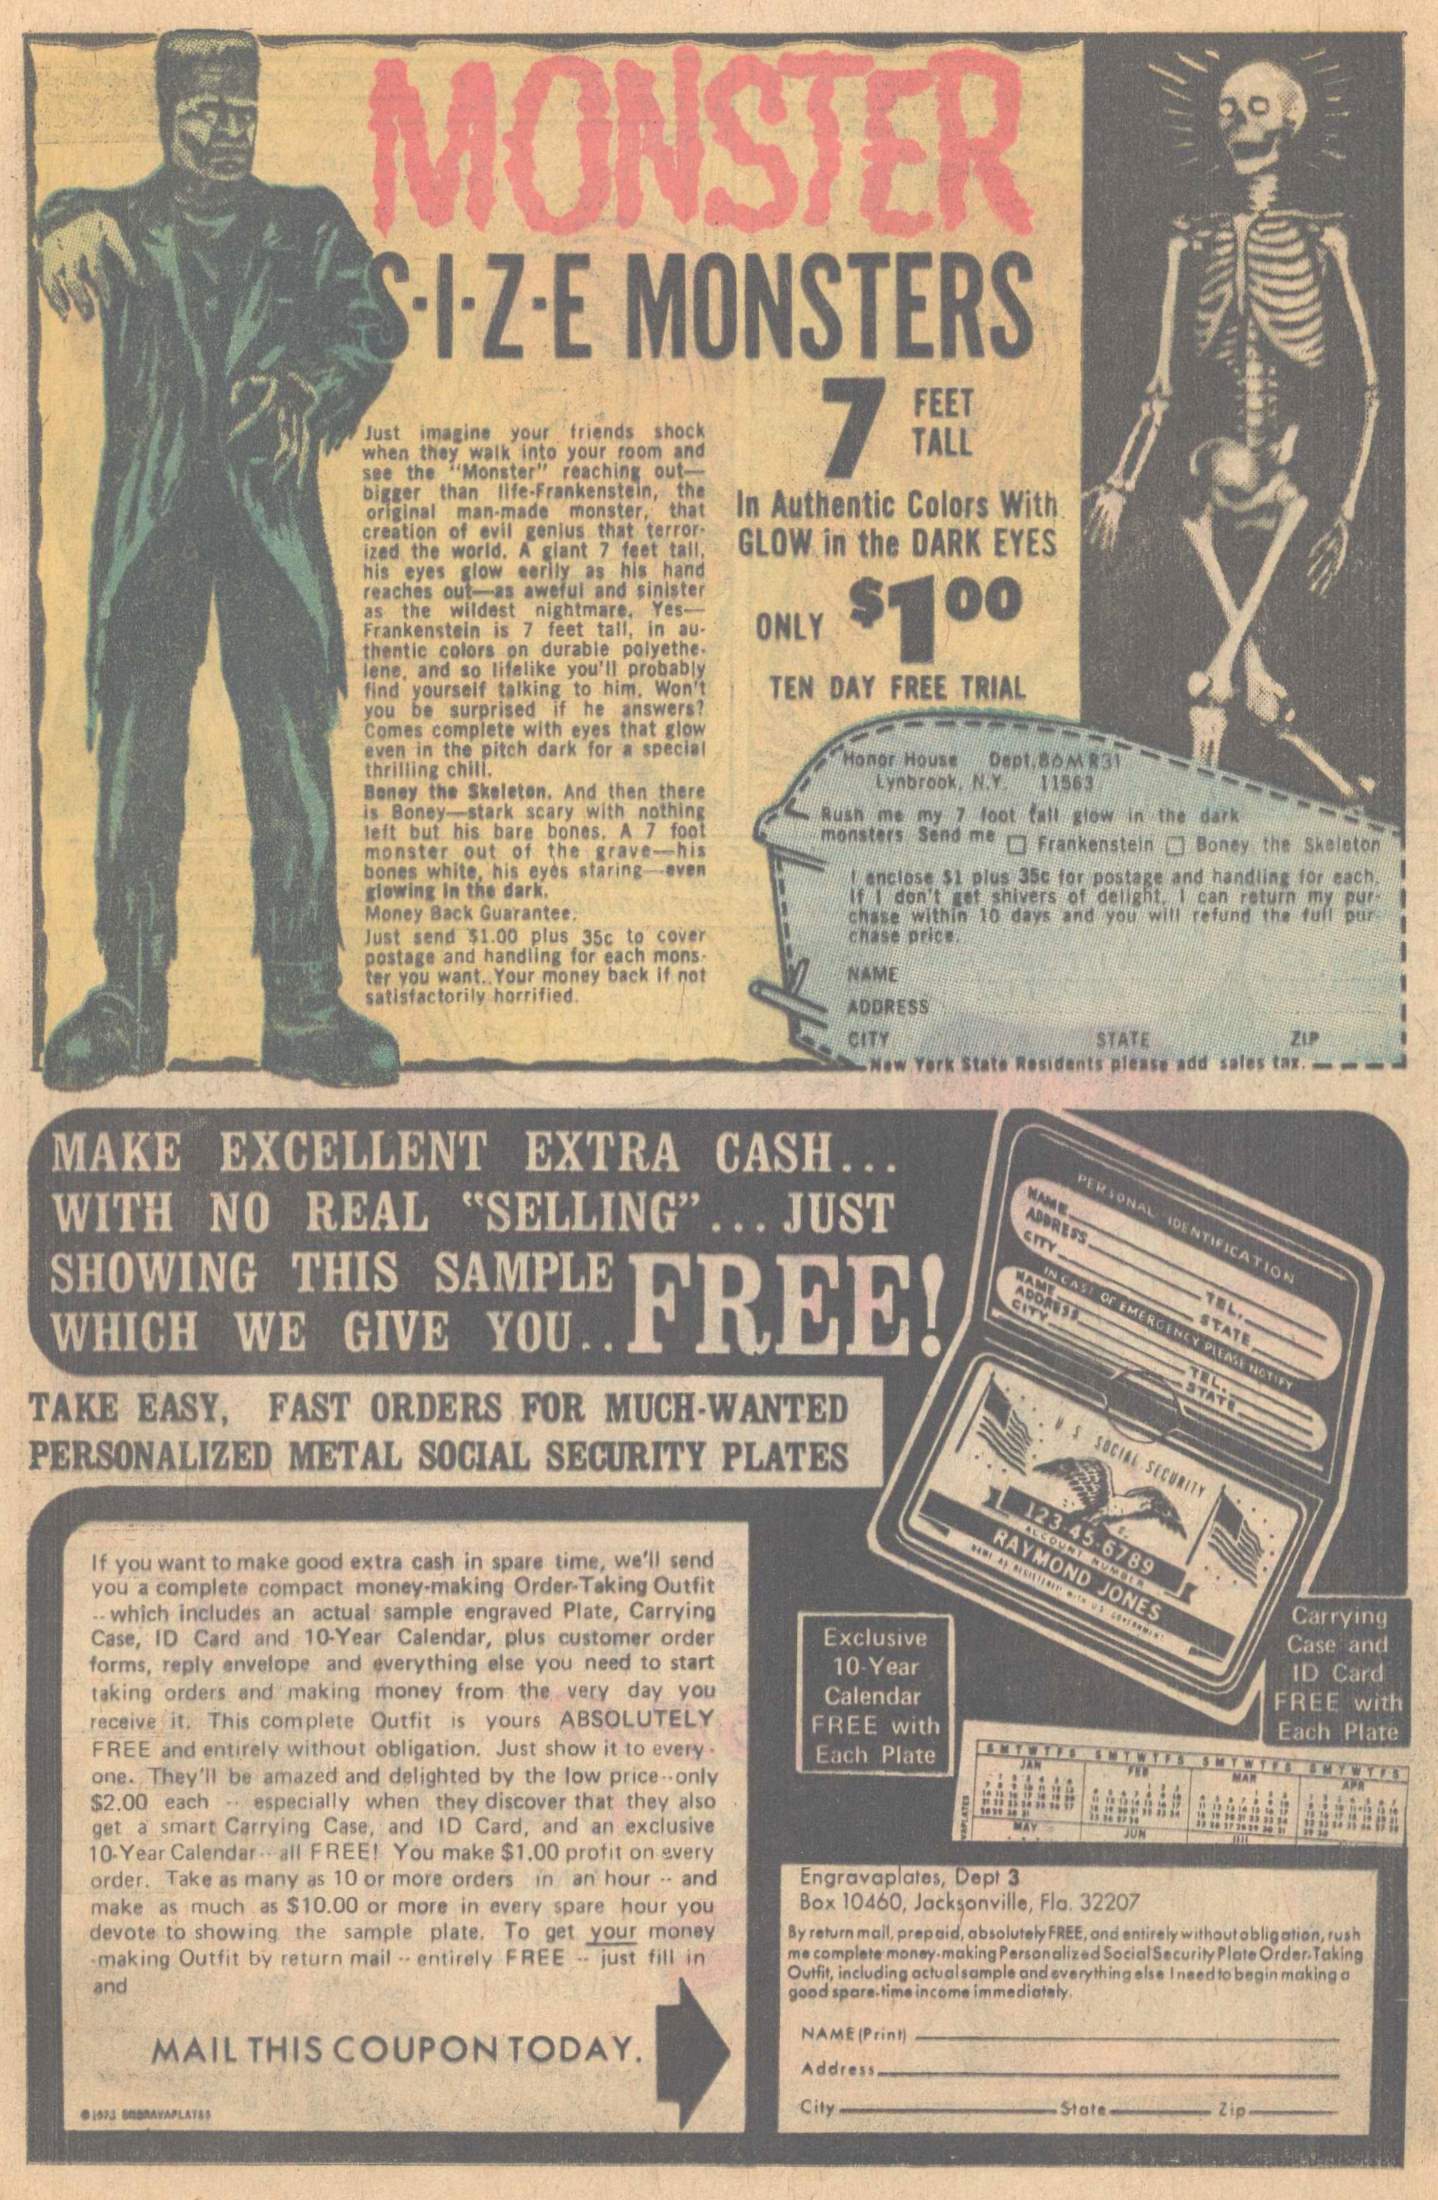 MONSTER
S·I·Z·E MONSTERS
Just imagine your friends shock
when they walk into your room and
see the "Monster" reaching out—
bigger than life-Frankenstein, the
original man-made monster, that
creation of evil genius that terror-
ized the world. A giant 7 feet tall,
his eyes glow eerily as his hand
reaches out—as aweful and sinister
as the wildest nightmare. Yes—
Frankenstein is 7 feet tall, in au-
thentic colors on durable polyethe-
lene, and so lifelike you'll probably
find yourself talking to him. Won't
you be surprised if he answers?
Comes complete with eyes that glow
even in the pitch dark for a special
thrilling chill.
Boney the Skeleton. And then there
is Boney—stark scary with nothing
left but his bare bones. A 7 foot
monster out of the grave—his
bones white, his eyes staring—even
glowing in the dark.
Money Back Guarantee.
Just send $1.00 plus 35c to cover
postage and handling for each mons-
ter you want. Your money back if not
satisfactorily horrified.
7 FEET
TALL
In Authentic Colors With
GLOW in the DARK EYES
ONLY $1 00
TEN DAY FREE TRIAL
Honor House Dept. 86MR31
Lynbrook, N.Y. 11563
Rush me my 7 foot tall glow in the dark
monsters Send me □ Frankenstein □ Boney the Skeleton
I enclose $1 plus 35c for postage and handling for each.
If I don't get shivers of delight, I can return my pur-
chase within 10 days and you will refund the full pur-
chase price.
NAME
ADDRESS
CITY STATE ZIP
New York State Residents please add sales tax.
MAKE EXCELLENT EXTRA CASH...
WITH NO REAL "SELLING"... JUST
SHOWING THIS SAMPLE
WHICH WE GIVE YOU.. FREE!
TAKE EASY, FAST ORDERS FOR MUCH-WANTED
PERSONALIZED METAL SOCIAL SECURITY PLATES
PERSONAL IDENTIFICATION
NAME
ADDRESS TEL.
CITY STATE
IN CASE OF EMERGENCY PLEASE NOTIFY
NAME
ADDRESS TEL.
CITY STATE
U.S. SOCIAL SECURITY
123-45-6789
ACCOUNT NUMBER
RAYMOND JONES
NAME AS REGISTERED WITH U.S. GOVERNMENT
If you want to make good extra cash in spare time, we'll send
you a complete compact money-making Order-Taking Outfit
-- which includes an actual sample engraved Plate, Carrying
Case, ID Card and 10-Year Calendar, plus customer order
forms, reply envelope and everything else you need to start
taking orders and making money from the very day you
receive it. This complete Outfit is yours ABSOLUTELY
FREE and entirely without obligation. Just show it to every-
one. They'll be amazed and delighted by the low price--only
$2.00 each -- especially when they discover that they also
get a smart Carrying Case, and ID Card, and an exclusive
10-Year Calendar-- all FREE! You make $1.00 profit on every
order. Take as many as 10 or more orders in an hour -- and
make as much as $10.00 or more in every spare hour you
devote to showing the sample plate. To get your money
-making Outfit by return mail -- entirely FREE -- just fill in
and
MAIL THIS COUPON TODAY.
©1973 ENGRAVAPLATES
Exclusive
10-Year
Calendar
FREE with
Each Plate
Carrying
Case and
ID Card
FREE with
Each Plate
S M T W T F S S M T W T F S S M T W T F S S M T W T F S
JAN FEB MAR APR
MAY JUN
Engravaplates, Dept 3
Box 10460, Jacksonville, Fla. 32207
By return mail, prepaid, absolutely FREE, and entirely without obligation, rush
me complete money-making Personalized Social Security Plate Order-Taking
Outfit, including actual sample and everything else I need to begin making a
good spare-time income immediately.
NAME (Print)
Address
City State Zip